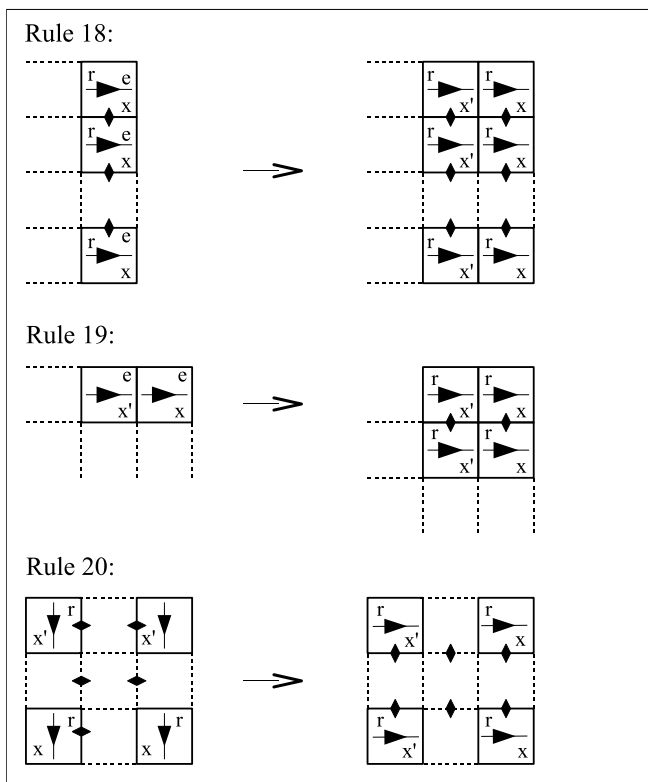 Rule 18:
r e r r
x x' x
r e r r
x x' x
r e r r
x x' x
Rule 19:
e e r r
x' x x' x
r r
x' x
Rule 20:
r r r
x' x' x' x
r r r r
x x x' x